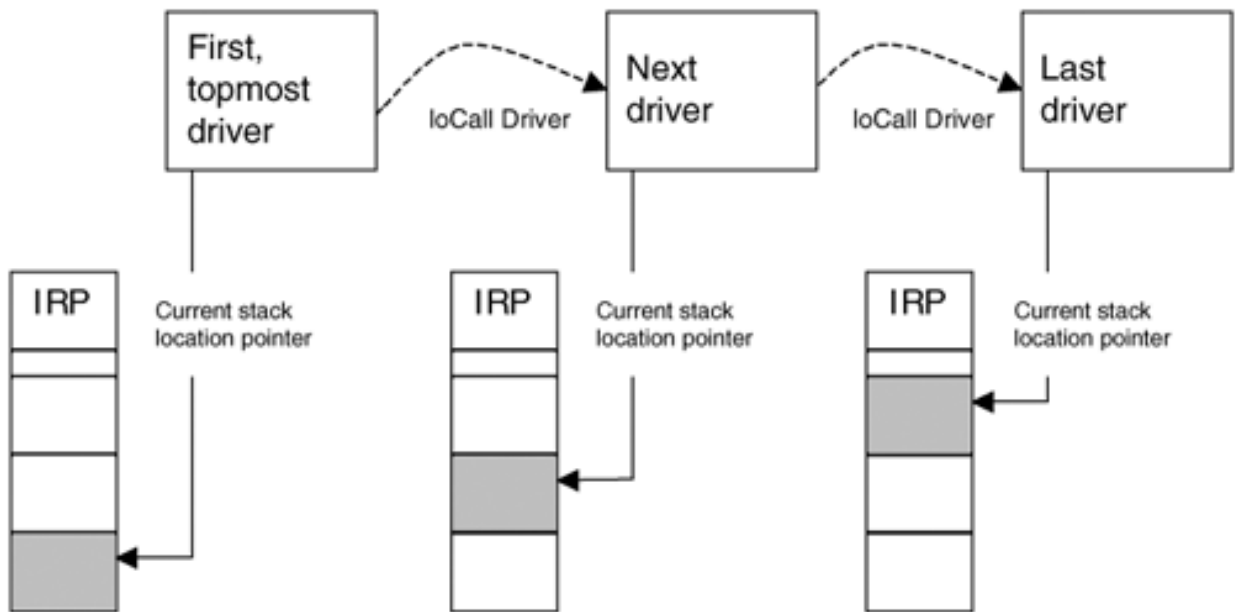 First,
topmost
driver
IoCall Driver
Next
driver
IoCall Driver
Last
driver
IRP
Current stack
location pointer
IRP
Current stack
location pointer
IRP
Current stack
location pointer